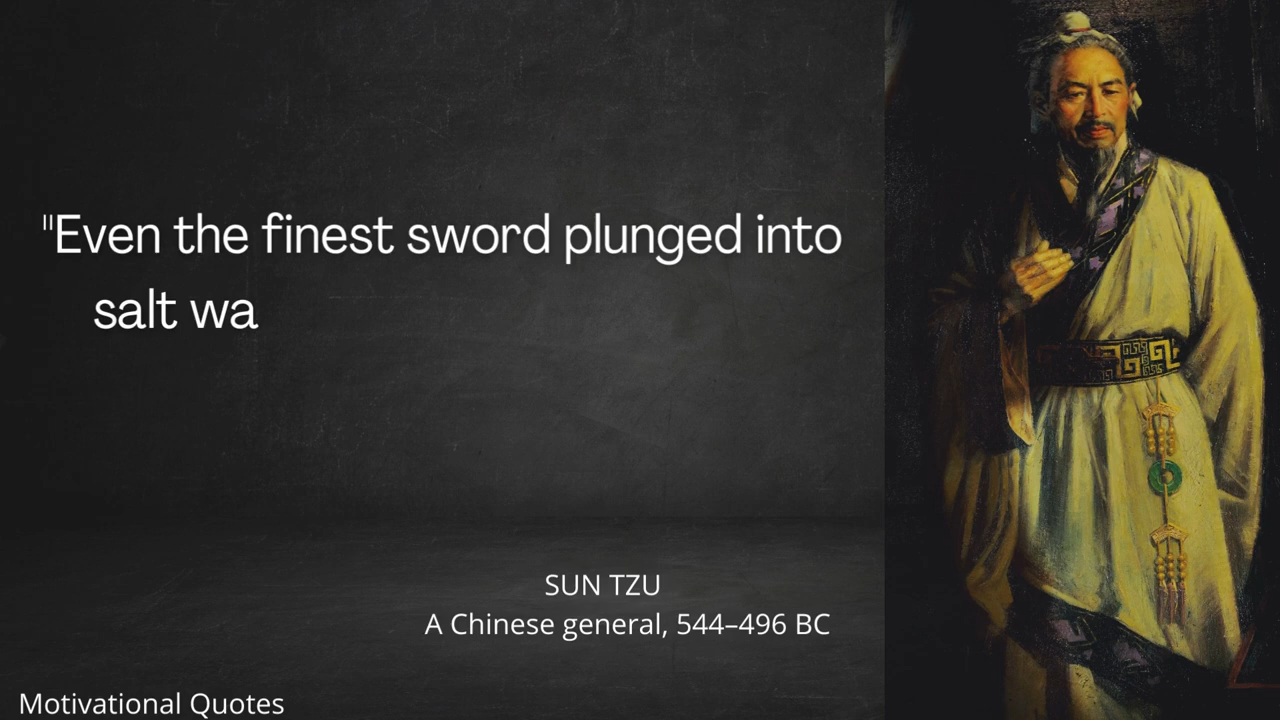 "Even the finest sword plunged into
salt wa
SUN TZU
A Chinese general, 544–496 BC
Motivational Quotes